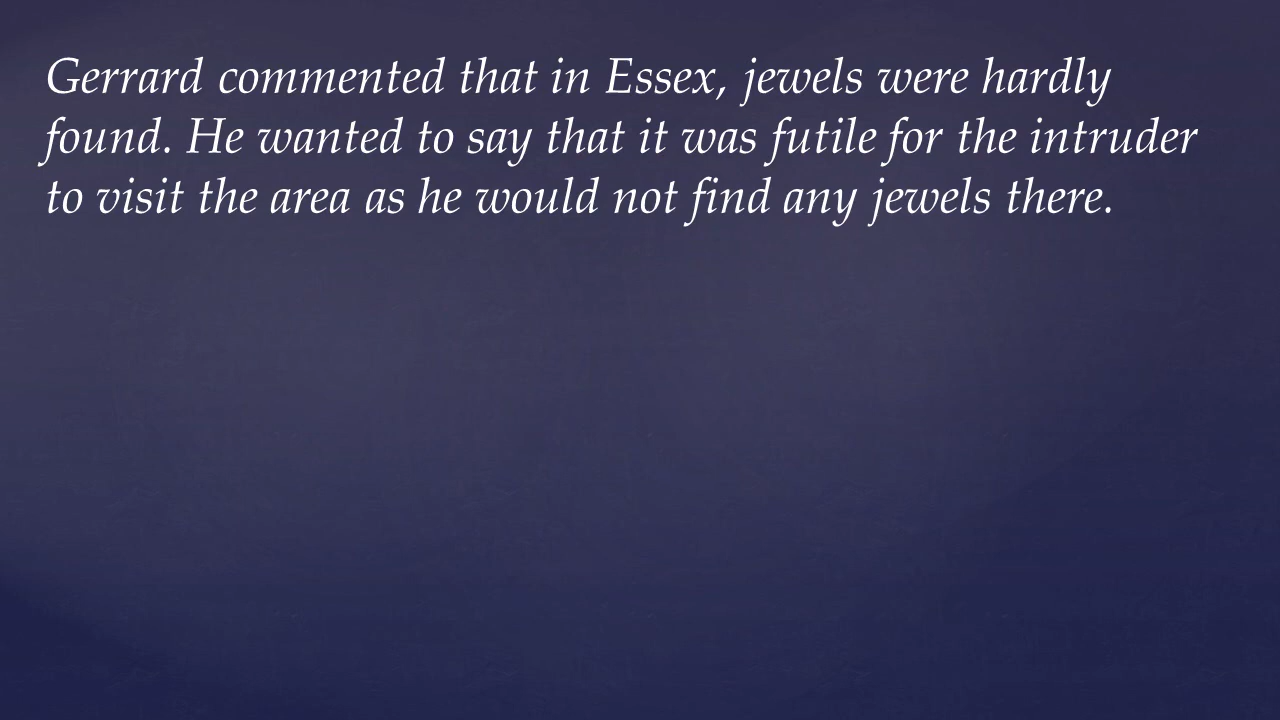 Gerrard commented that in Essex, jewels were hardly
found. He wanted to say that it was futile for the intruder
to visit the area as he would not find any jewels there.